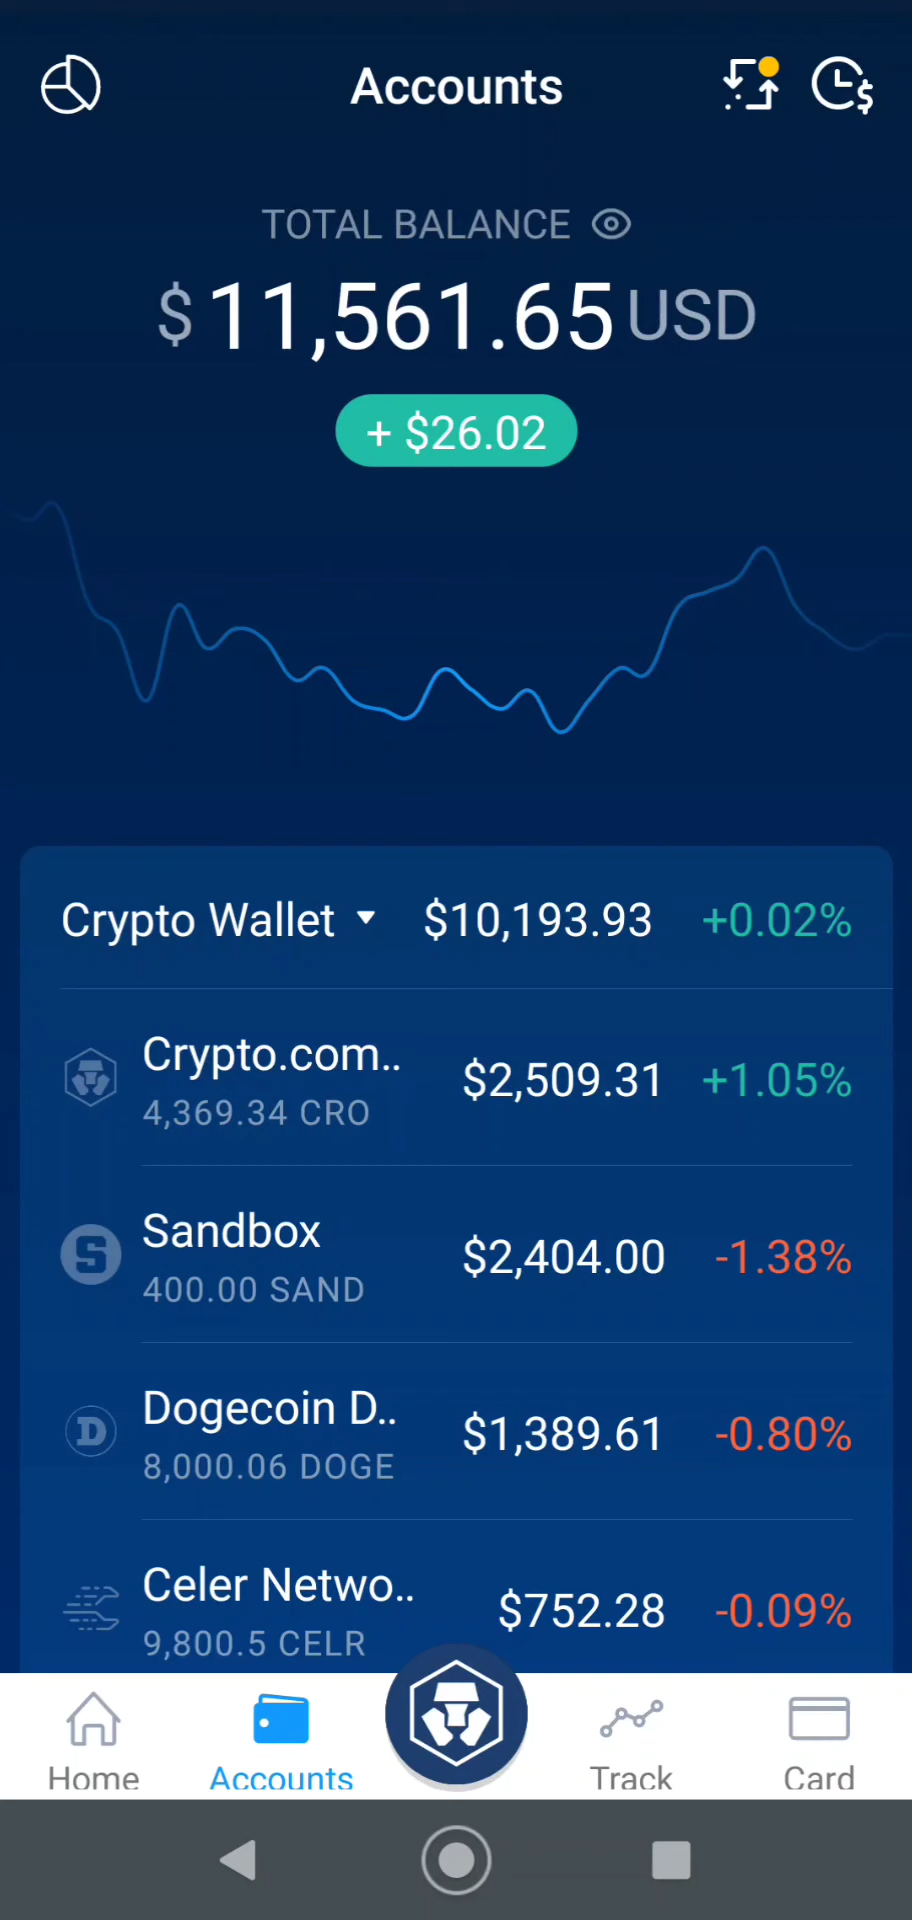 Accounts
TOTAL BALANCE
$11,561.65 USD
+ $26.02
Crypto Wallet $10,193.93 +0.02%
Crypto.com.. $2,509.31 +1.05%
4,369.34 CRO
Sandbox $2,404.00 -1.38%
400.00 SAND
Dogecoin D.. $1,389.61 -0.80%
8,000.06 DOGE
Celer Netwo.. $752.28 -0.09%
9,800.5 CELR
Home Accounts Track Card